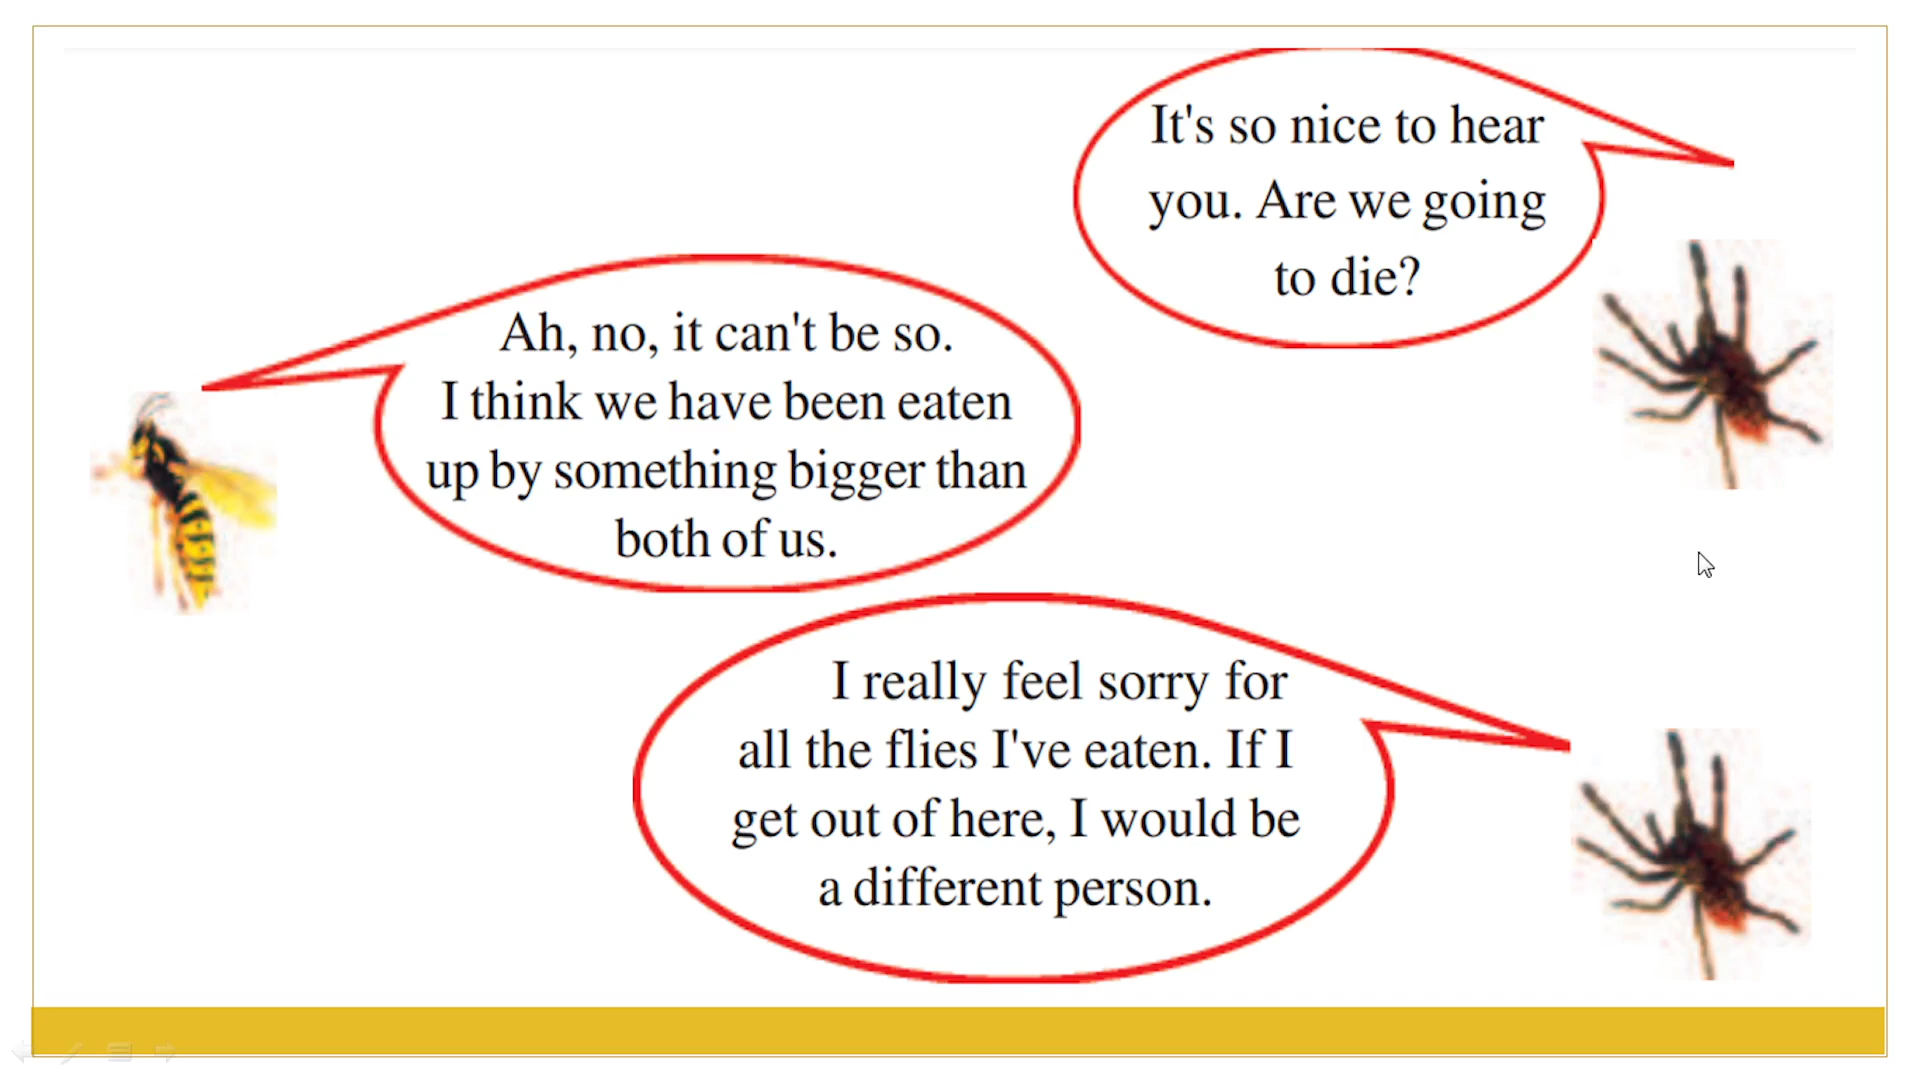 It's so nice to hear
you. Are we going
to die?
Ah, no, it can't be so.
I think we have been eaten
up by something bigger than
both of us.
I really feel sorry for
all the flies I've eaten. If I
get out of here, I would be
a different person.